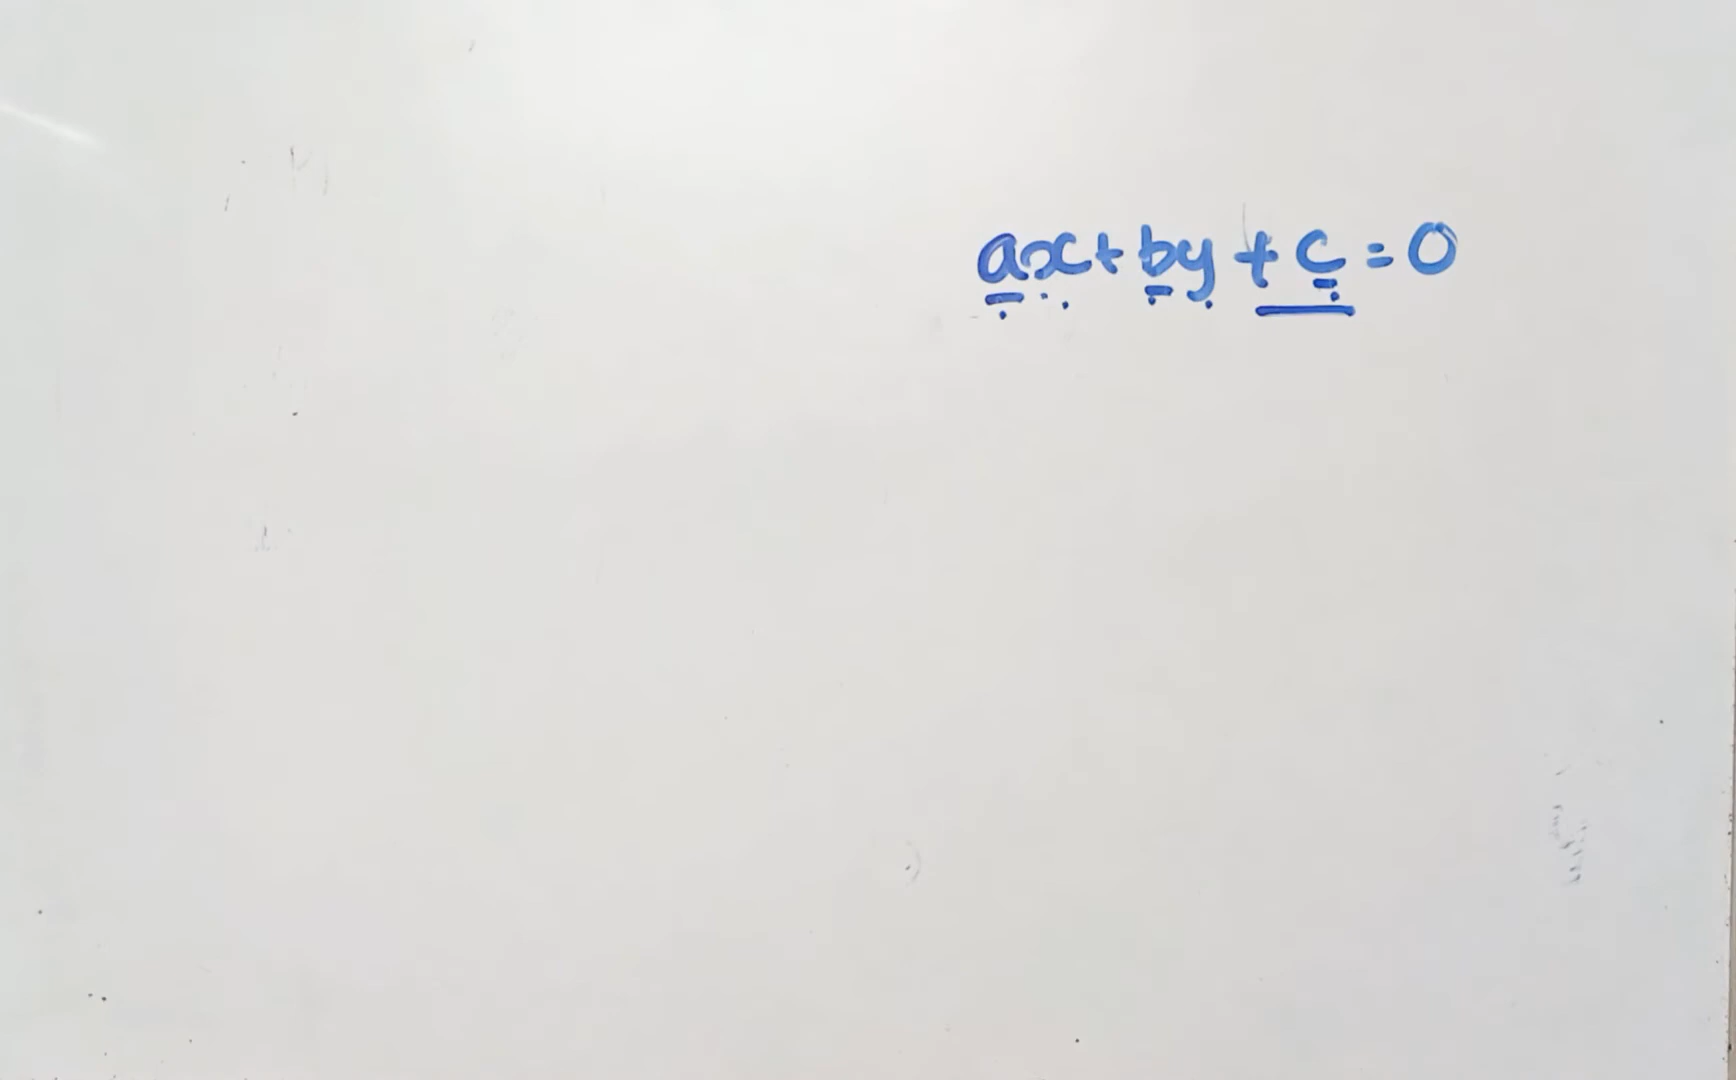 ax + by + c = 0